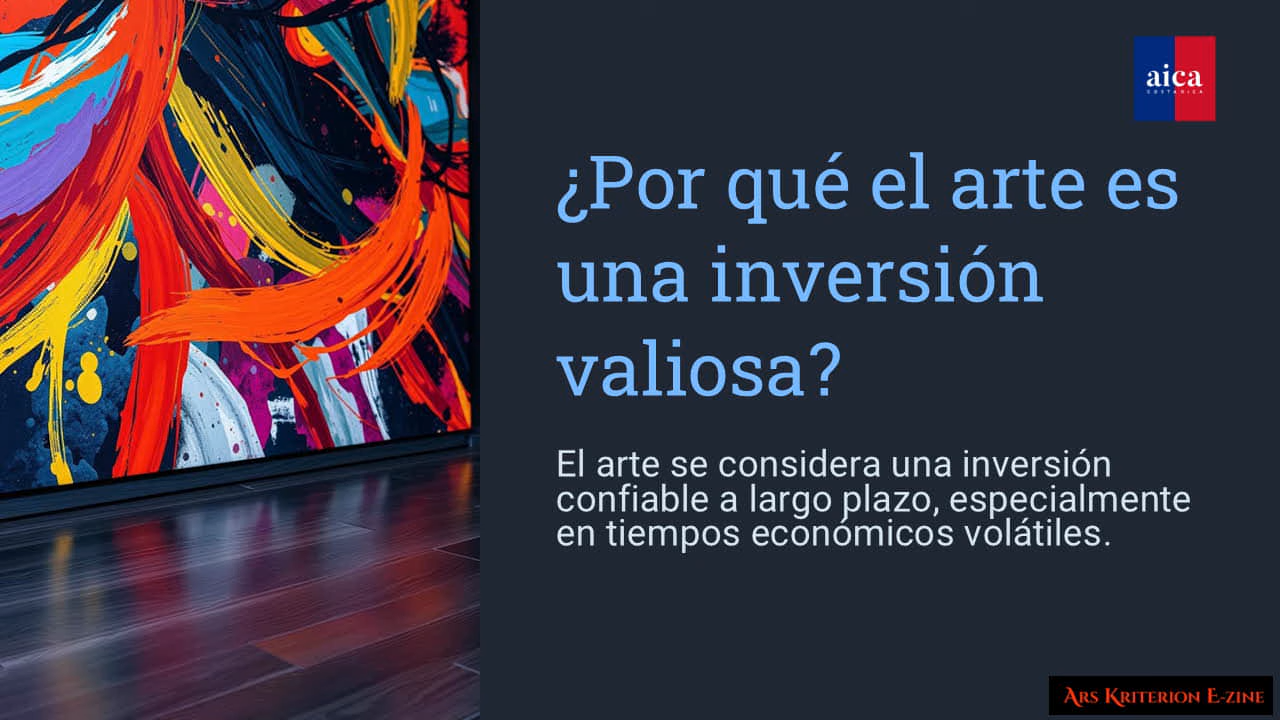 aica
COSTA RICA
¿Por qué el arte es
una inversión
valiosa?
El arte se considera una inversión
confiable a largo plazo, especialmente
en tiempos económicos volátiles.
Ars Kriterion E-zine